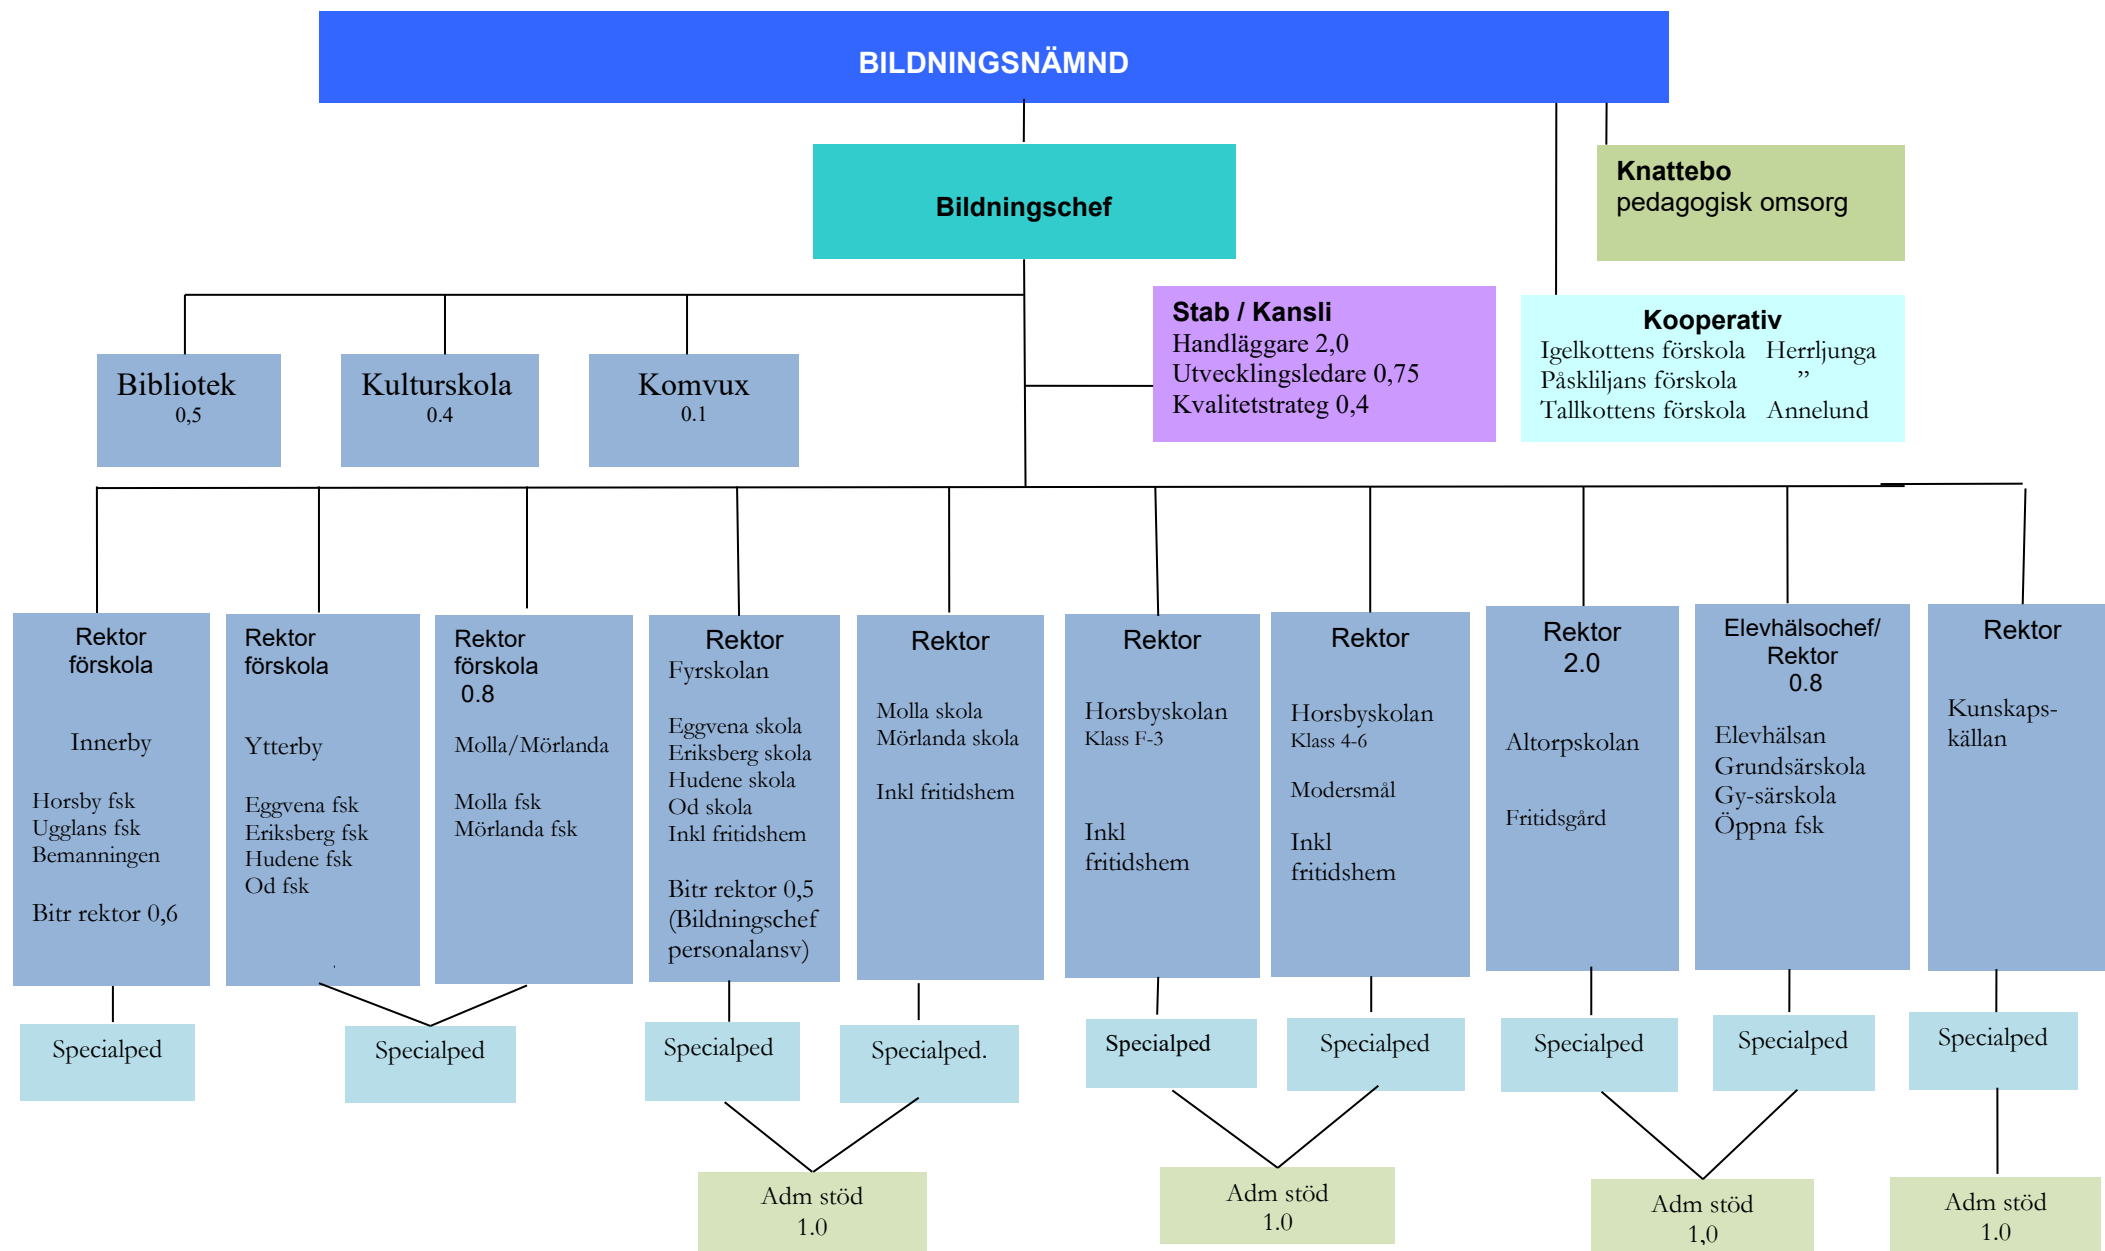 BILDNINGSNÄMND
Bildningschef
Knattebo
pedagogisk omsorg
Stab / Kansli
Handläggare 2,0
Utvecklingsledare 0,75
Kvalitetstrateg 0,4
Kooperativ
Igelkottens förskola Herrljunga
Påskliljans förskola ”
Tallkottens förskola Annelund
Bibliotek
0,5
Kulturskola
0.4
Komvux
0.1
Rektor
förskola
Innerby
Horsby fsk
Ugglans fsk
Bemanningen
Bitr rektor 0,6
Rektor
förskola
Ytterby
Eggvena fsk
Eriksberg fsk
Hudene fsk
Od fsk
Rektor
förskola
0.8
Molla/Mörlanda
Molla fsk
Mörlanda fsk
Rektor
Fyrskolan
Eggvena skola
Eriksberg skola
Hudene skola
Od skola
Inkl fritidshem
Bitr rektor 0,5
(Bildningschef
personalansv)
Rektor
Molla skola
Mörlanda skola
Inkl fritidshem
Rektor
Horsbyskolan
Klass F-3
Inkl
fritidshem
Rektor
Horsbyskolan
Klass 4-6
Modersmål
Inkl
fritidshem
Rektor
2.0
Altorpskolan
Fritidsgård
Elevhälsochef/
Rektor
0.8
Elevhälsan
Grundsärskola
Gy-särskola
Öppna fsk
Rektor
Kunskaps-
källan
Specialped
Specialped
Specialped
Specialped.
Specialped
Specialped
Specialped
Specialped
Specialped
Adm stöd
1.0
Adm stöd
1.0
Adm stöd
1,0
Adm stöd
1.0